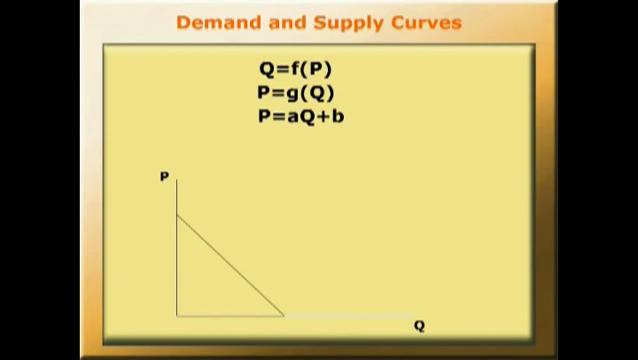 Demand and Supply Curves
Q=f(P)
P=g(Q)
P=aQ+b
P
Q